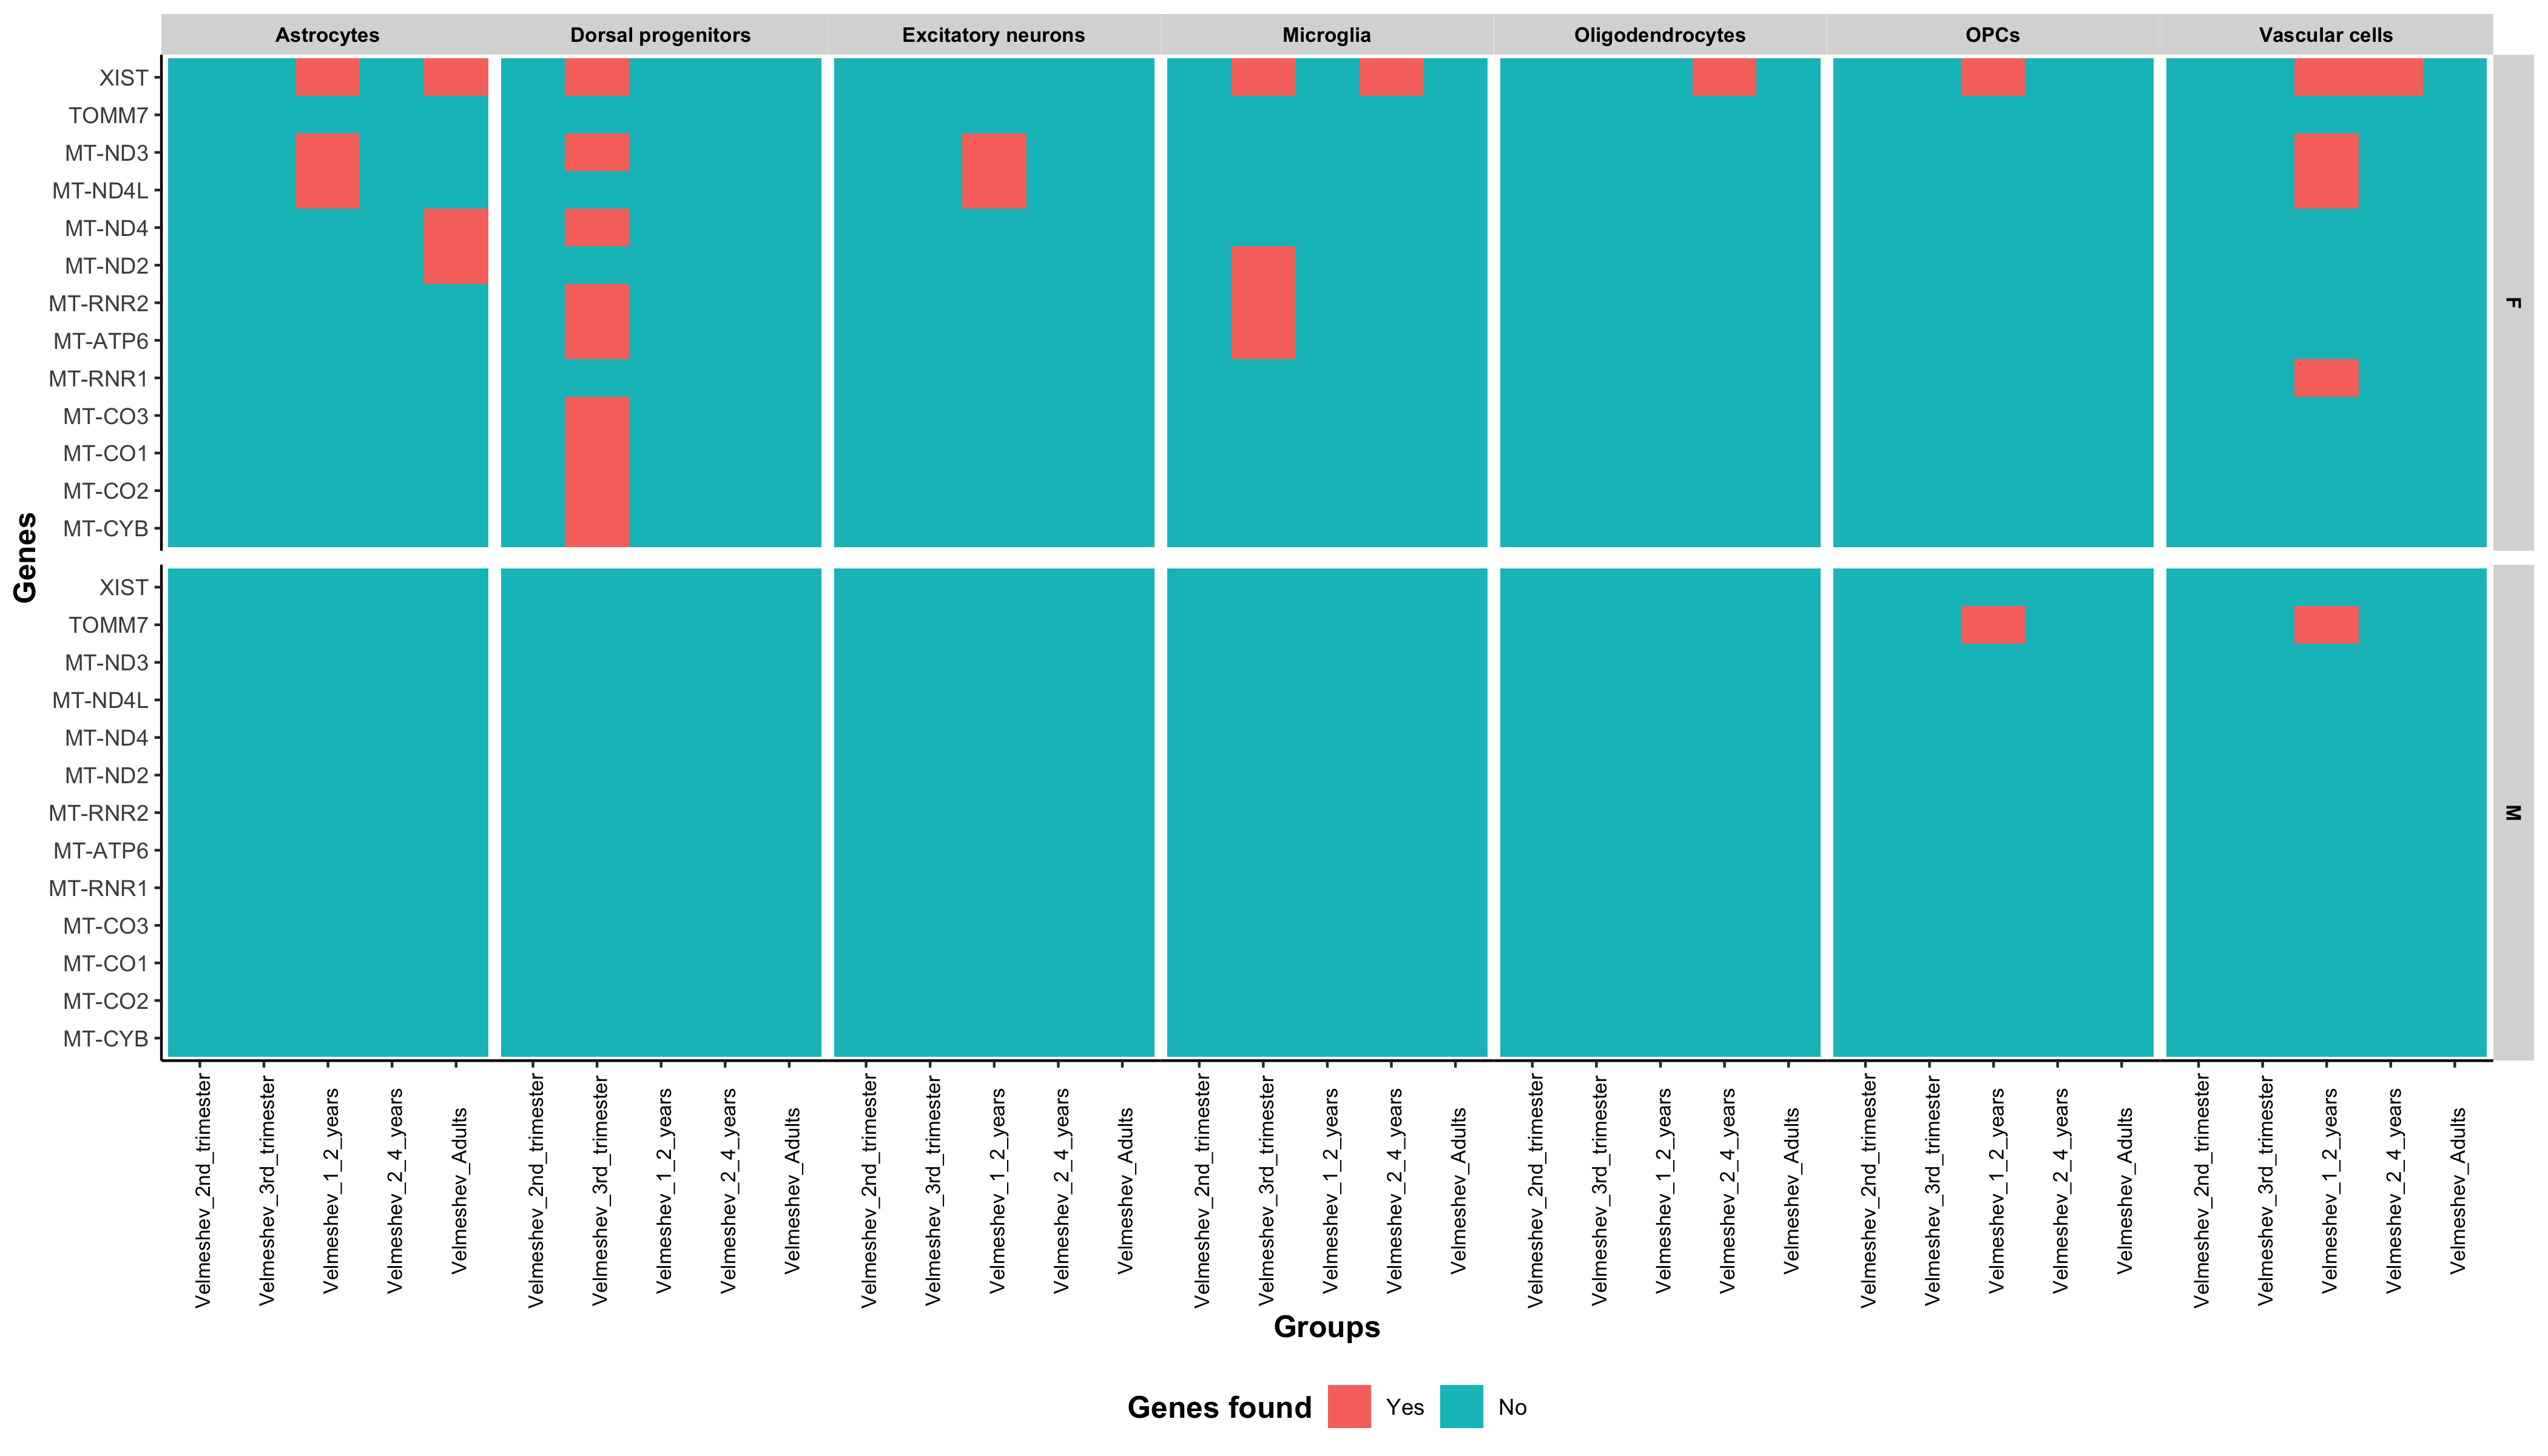 Astrocytes Dorsal progenitors Excitatory neurons Microglia Oligodendrocytes OPCs Vascular cells
Genes
XIST
TOMM7
MT-ND3
MT-ND4L
MT-ND4
MT-ND2
MT-RNR2
MT-ATP6
MT-RNR1
MT-CO3
MT-CO1
MT-CO2
MT-CYB
F
XIST
TOMM7
MT-ND3
MT-ND4L
MT-ND4
MT-ND2
MT-RNR2
MT-ATP6
MT-RNR1
MT-CO3
MT-CO1
MT-CO2
MT-CYB
M
Velmeshev_2nd_trimester
Velmeshev_3rd_trimester
Velmeshev_1_2_years
Velmeshev_2_4_years
Velmeshev_Adults
Velmeshev_2nd_trimester
Velmeshev_3rd_trimester
Velmeshev_1_2_years
Velmeshev_2_4_years
Velmeshev_Adults
Velmeshev_2nd_trimester
Velmeshev_3rd_trimester
Velmeshev_1_2_years
Velmeshev_2_4_years
Velmeshev_Adults
Velmeshev_2nd_trimester
Velmeshev_3rd_trimester
Velmeshev_1_2_years
Velmeshev_2_4_years
Velmeshev_Adults
Velmeshev_2nd_trimester
Velmeshev_3rd_trimester
Velmeshev_1_2_years
Velmeshev_2_4_years
Velmeshev_Adults
Velmeshev_2nd_trimester
Velmeshev_3rd_trimester
Velmeshev_1_2_years
Velmeshev_2_4_years
Velmeshev_Adults
Velmeshev_2nd_trimester
Velmeshev_3rd_trimester
Velmeshev_1_2_years
Velmeshev_2_4_years
Velmeshev_Adults
Groups
Genes found Yes No